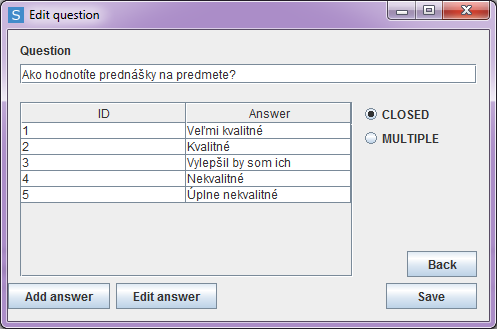 S Edit question
Question
Ako hodnotíte prednášky na predmete?
ID Answer
1 Veľmi kvalitné
2 Kvalitné
3 Vylepšil by som ich
4 Nekvalitné
5 Úplne nekvalitné
CLOSED
MULTIPLE
Back
Add answer Edit answer Save